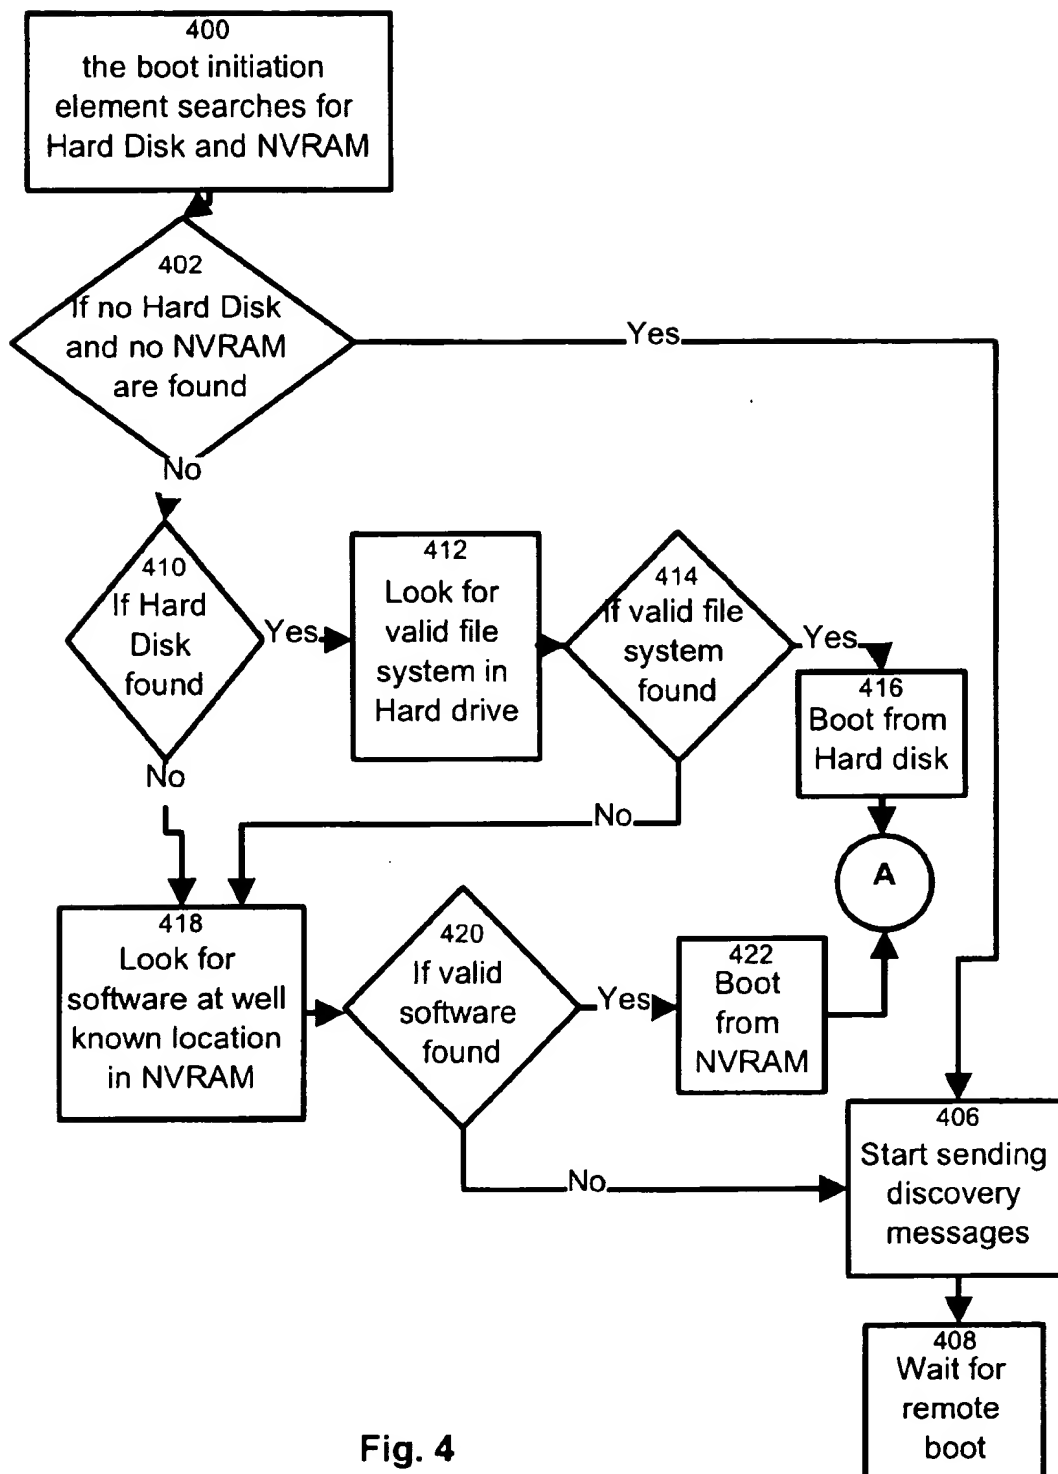 400
the boot initiation
element searches for
Hard Disk and NVRAM
402
If no Hard Disk
and no NVRAM
are found
Yes
No
410
If Hard
Disk
found
Yes
412
Look for
valid file
system in
Hard drive
414
If valid file
system
found
Yes
416
Boot from
Hard disk
No
No
A
418
Look for
software at well
known location
in NVRAM
420
If valid
software
found
Yes
422
Boot
from
NVRAM
No
406
Start sending
discovery
messages
408
Wait for
remote
boot
Fig. 4